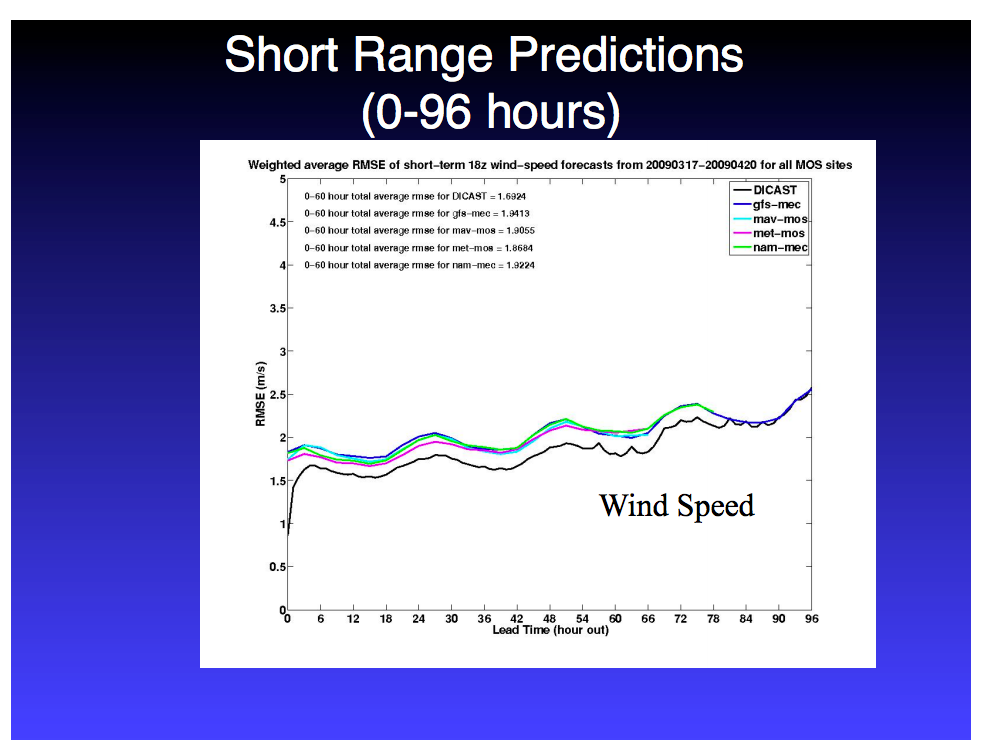 Short Range Predictions
(0-96 hours)
Weighted average RMSE of short-term 18z wind-speed forecasts from 20090317-20090420 for all MOS sites
0-60 hour total average rmse for DICAST = 1.6924
0-60 hour total average rmse for gfs-mec = 1.9413
0-60 hour total average rmse for mav-mos = 1.9055
0-60 hour total average rmse for met-mos = 1.8684
0-60 hour total average rmse for nam-mec = 1.9224
DICAST
gfs-mec
mav-mos
met-mos
nam-mec
5
4.5
4
3.5
3
2.5
2
1.5
1
0.5
0
RMSE (m/s)
Wind Speed
0 6 12 18 24 30 36 42 48 54 60 66 72 78 84 90 96
Lead Time (hour out)